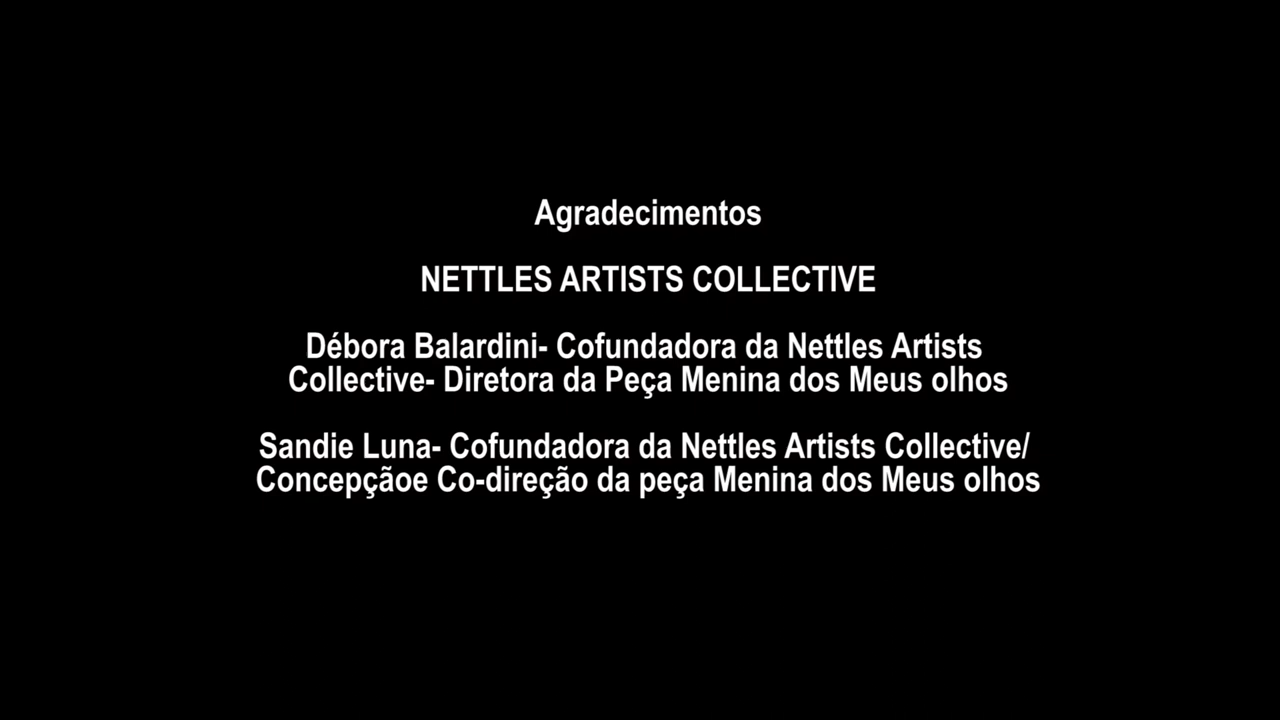 Agradecimentos
NETTLES ARTISTS COLLECTIVE
Débora Balardini- Cofundadora da Nettles Artists
Collective- Diretora da Peça Menina dos Meus olhos
Sandie Luna- Cofundadora da Nettles Artists Collective/
Concepçãoe Co-direção da peça Menina dos Meus olhos